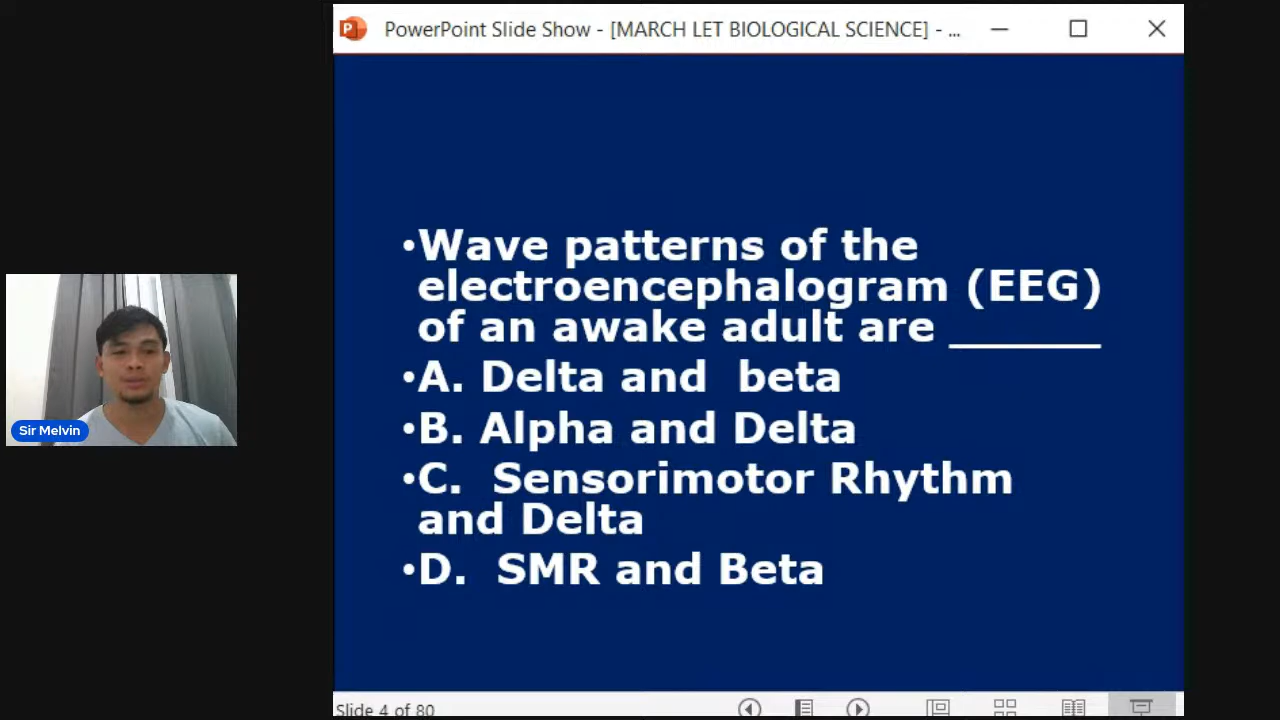 PowerPoint Slide Show - [MARCH LET BIOLOGICAL SCIENCE] - ...
•Wave patterns of the
electroencephalogram (EEG)
of an awake adult are ______
•A. Delta and beta
•B. Alpha and Delta
•C. Sensorimotor Rhythm
and Delta
•D. SMR and Beta
Sir Melvin
Slide 4 of 80